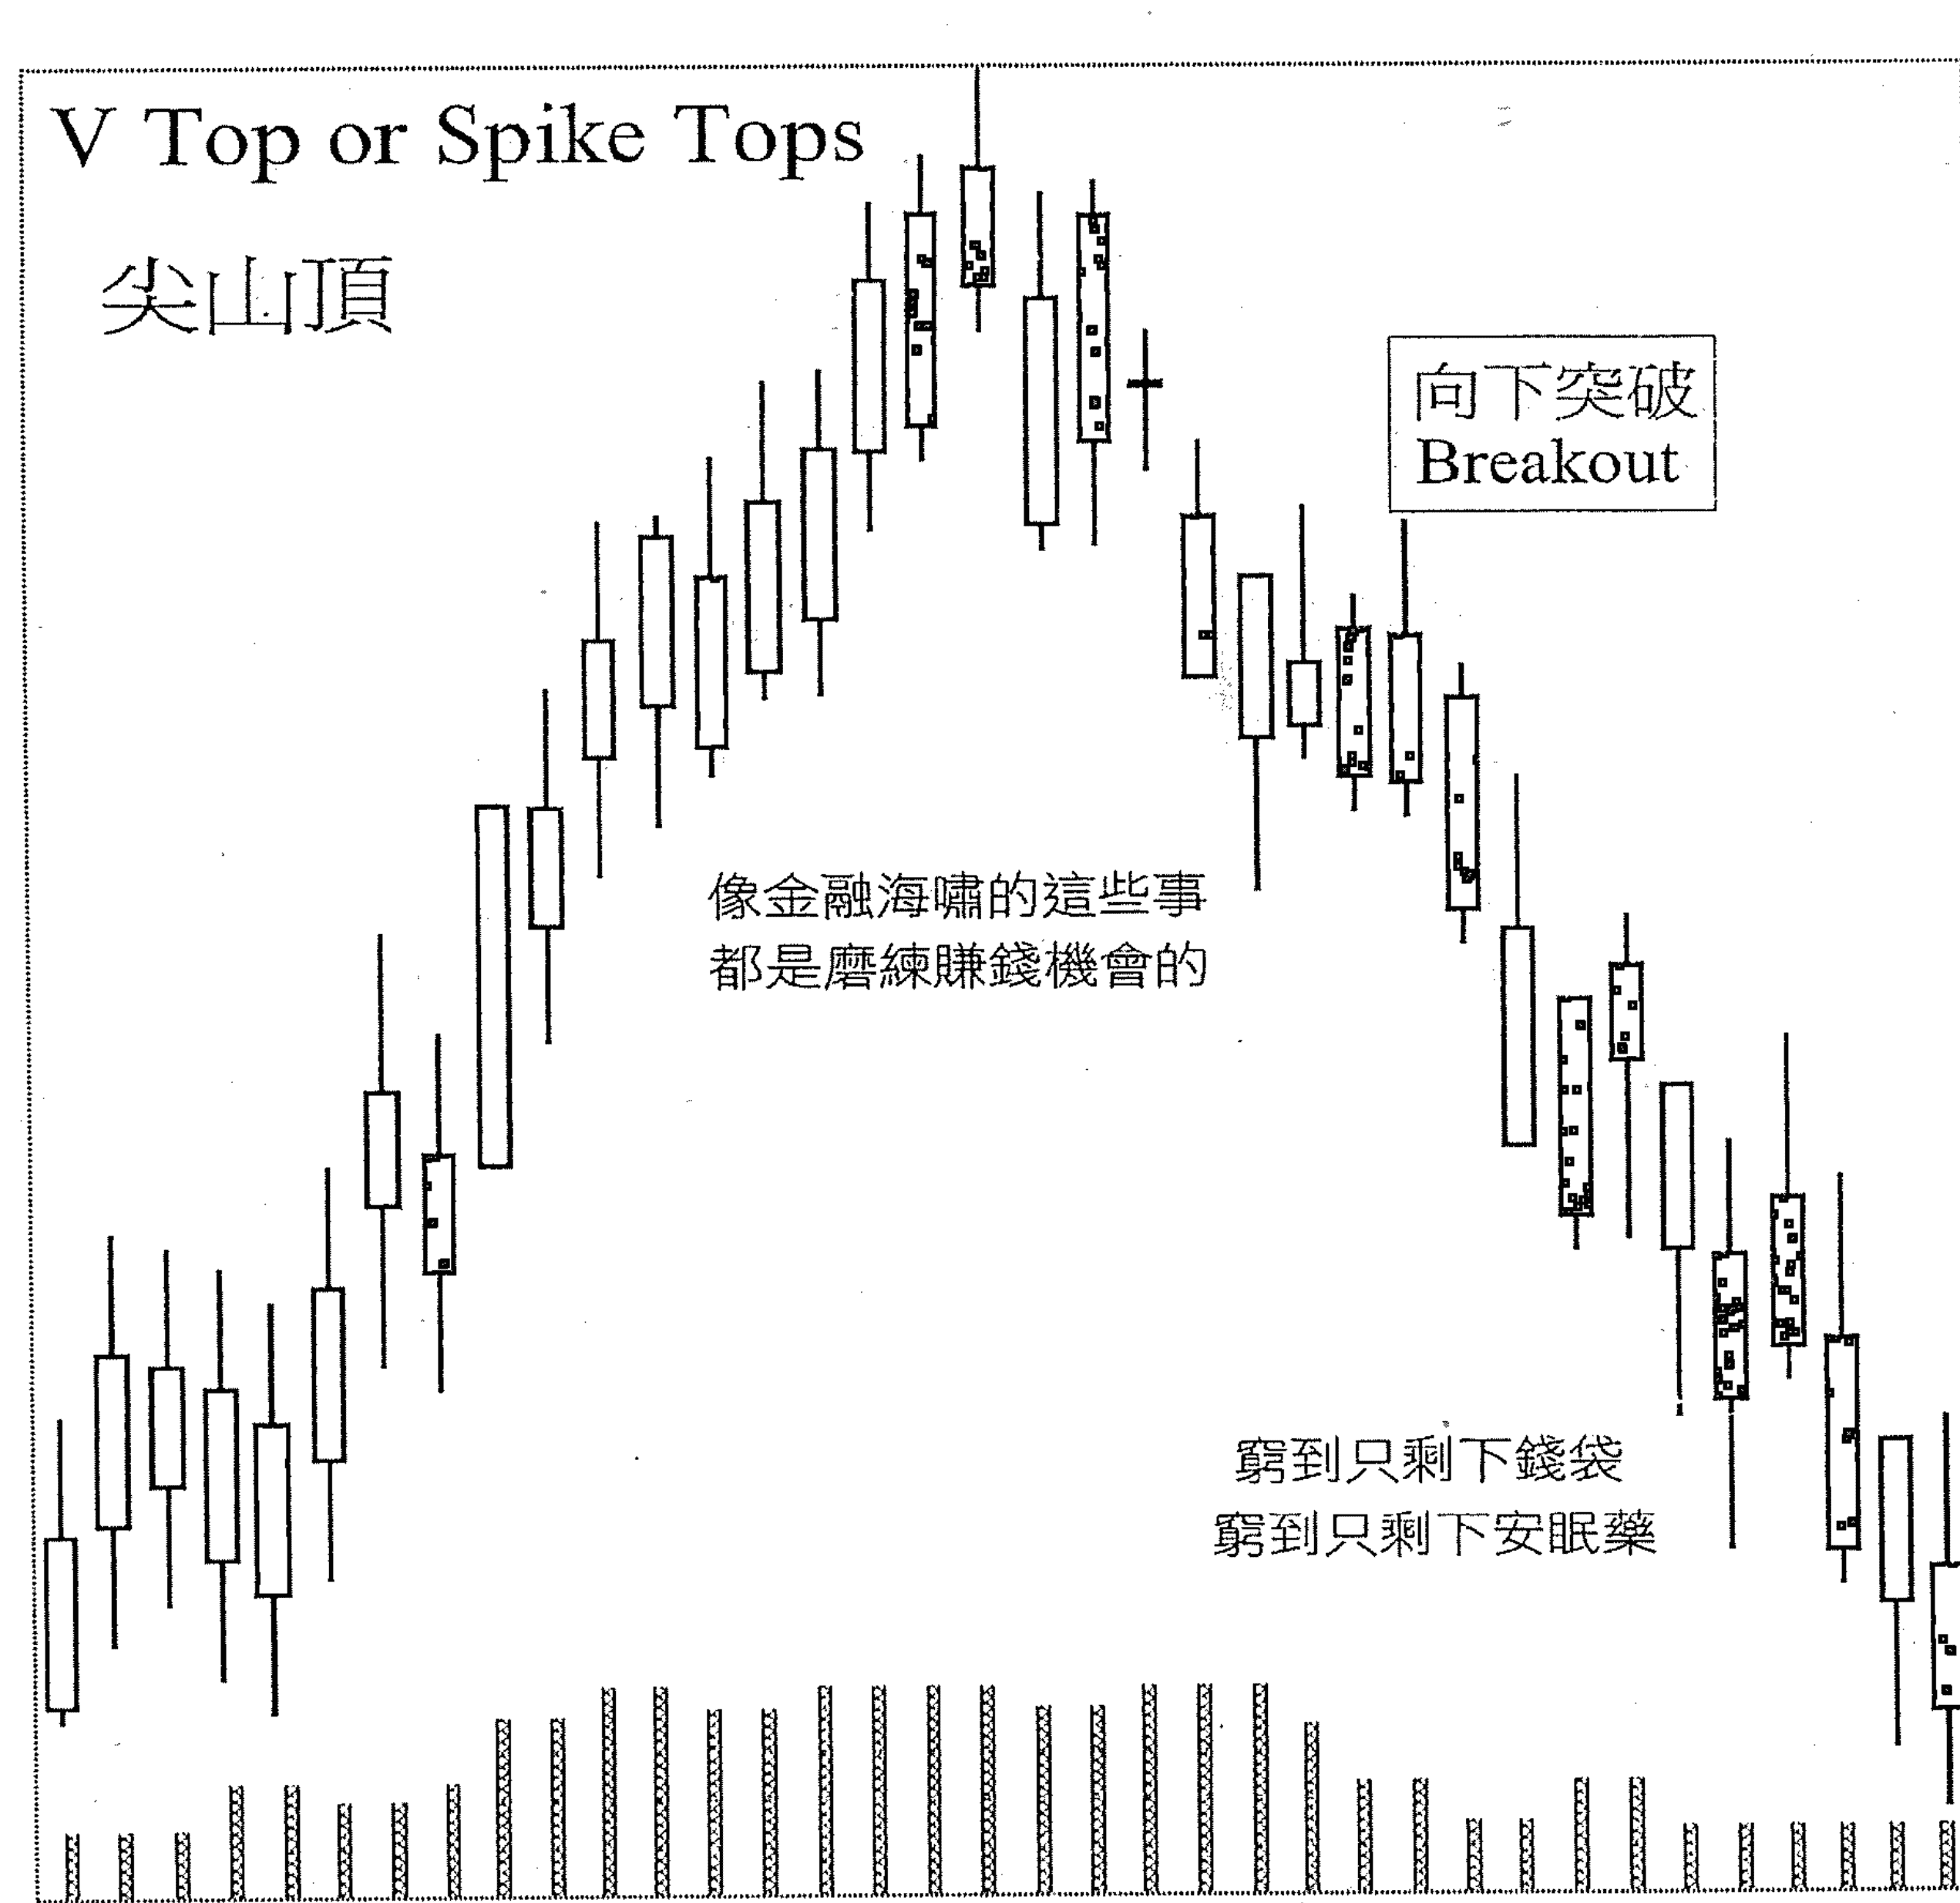 V Top or Spike Tops
尖山頂
向下突破
Breakout
像金融海嘯的這些事
都是磨練賺錢機會的
窮到只剩下錢袋
窮到只剩下安眠藥